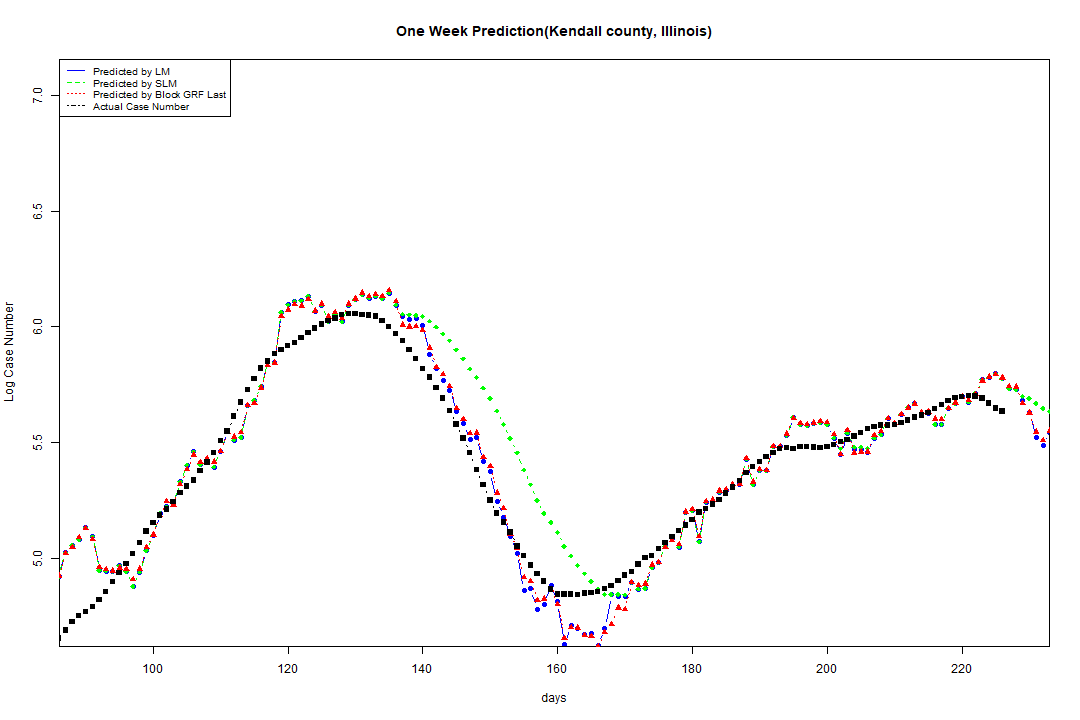 One Week Prediction(Kendall county, Illinois)
Predicted by LM
Predicted by SLM
Predicted by Block GRF Last
Actual Case Number
7.0
6.5
6.0
5.5
5.0
Log Case Number
100 120 140 160 180 200 220
days